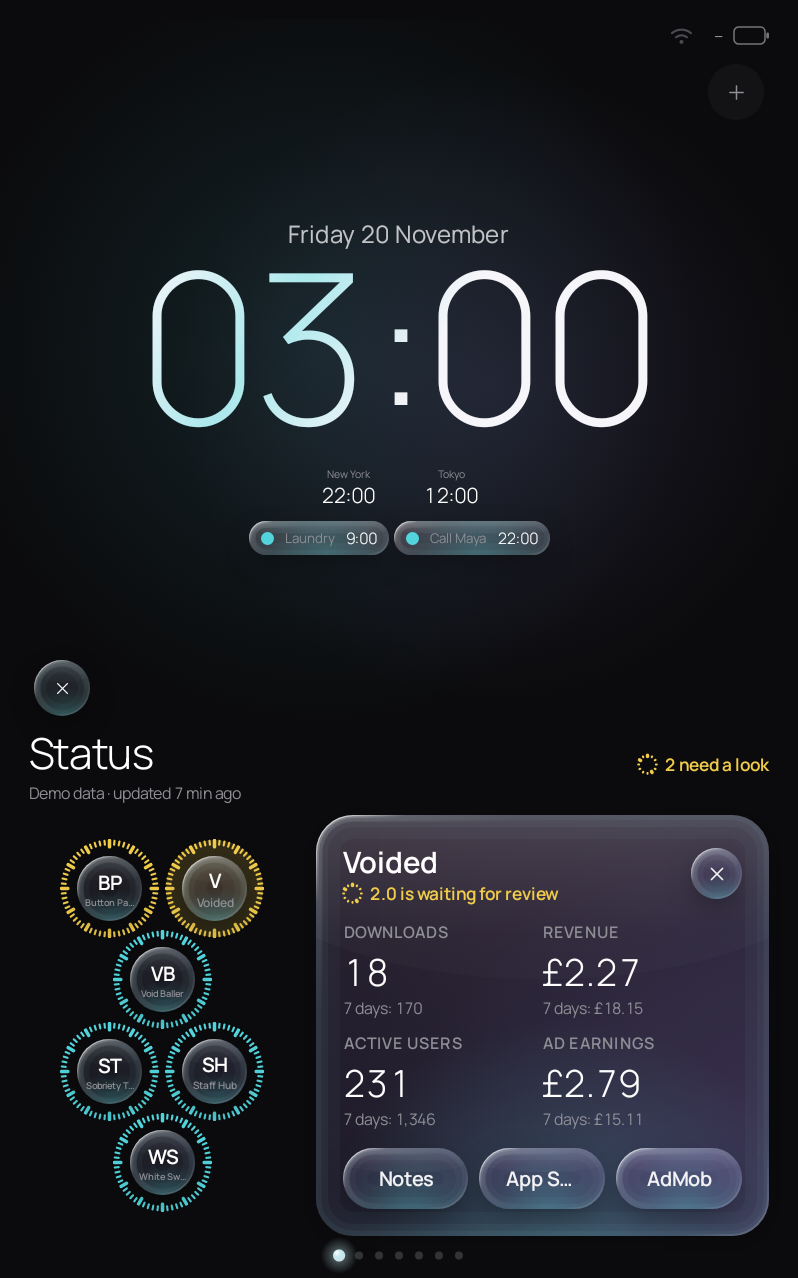 –
+
Friday 20 November
03:00
New York
Tokyo
22:00
12:00
Laundry 9:00
Call Maya 22:00
Status
2 need a look
Demo data · updated 7 min ago
BP
Button Pa...
V
Voided
VB
Void Baller
ST
Sobriety T...
SH
Staff Hub
WS
White Sw...
Voided
2.0 is waiting for review
DOWNLOADS
REVENUE
18
£2.27
7 days: 170
7 days: £18.15
ACTIVE USERS
AD EARNINGS
231
£2.79
7 days: 1,346
7 days: £15.11
Notes
App S...
AdMob